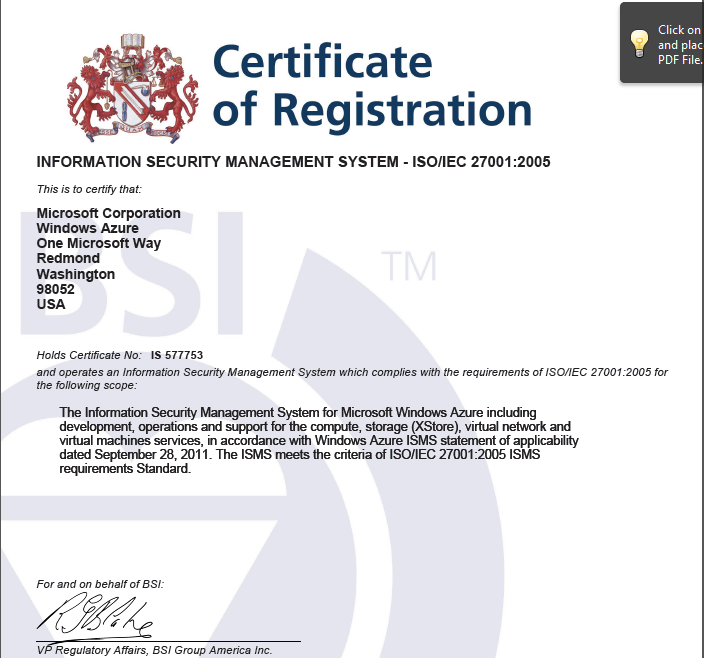 Certificate
of Registration
Click on
and plac
PDF File.
INFORMATION SECURITY MANAGEMENT SYSTEM - ISO/IEC 27001:2005
This is to certify that:
Microsoft Corporation
Windows Azure
One Microsoft Way
Redmond
Washington
98052
USA
BSI
TM
Holds Certificate No: IS 577753
and operates an Information Security Management System which complies with the requirements of ISO/IEC 27001:2005 for
the following scope:
The Information Security Management System for Microsoft Windows Azure including
development, operations and support for the compute, storage (XStore), virtual network and
virtual machines services, in accordance with Windows Azure ISMS statement of applicability
dated September 28, 2011. The ISMS meets the criteria of ISO/IEC 27001:2005 ISMS
requirements Standard.
For and on behalf of BSI:
VP Regulatory Affairs, BSI Group America Inc.